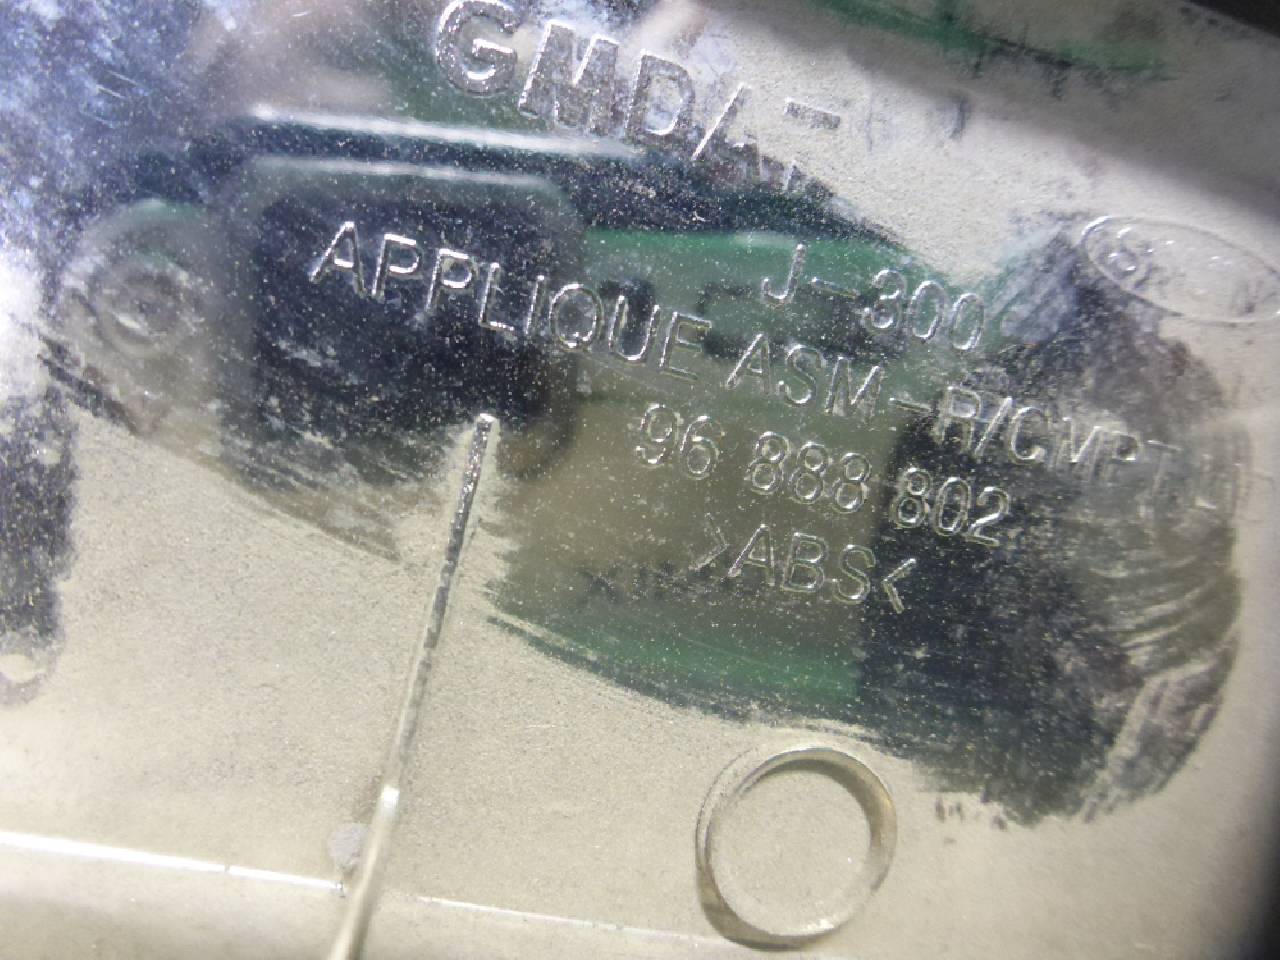 GMDAT
J-300
APPLIQUE ASM-R/CMPT
96 888 802
>ABS<